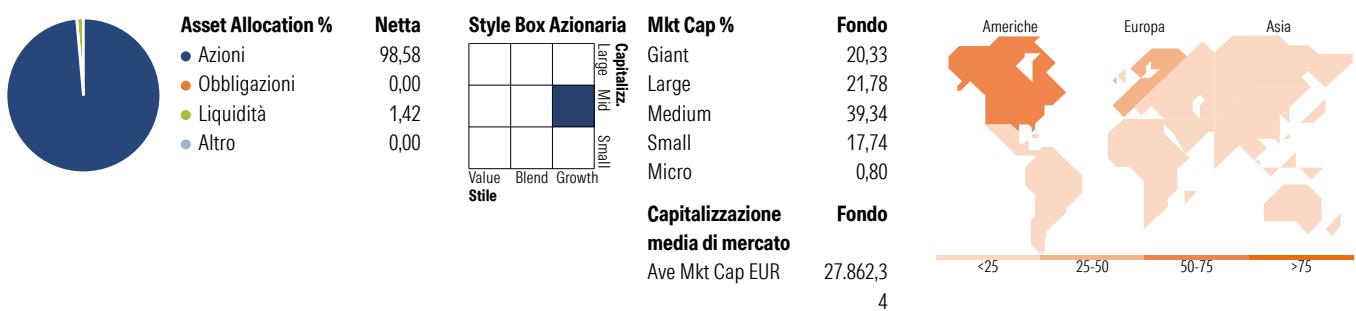 Asset Allocation % Netta
Azioni 98,58
Obbligazioni 0,00
Liquidità 1,42
Altro 0,00
Style Box Azionaria
Capitalizz.
Large Mid Small
Value Blend Growth
Stile
Mkt Cap % Fondo
Giant 20,33
Large 21,78
Medium 39,34
Small 17,74
Micro 0,80
Capitalizzazione Fondo
media di mercato
Ave Mkt Cap EUR 27.862,3
4
Americhe Europa Asia
<25 25-50 50-75 >75